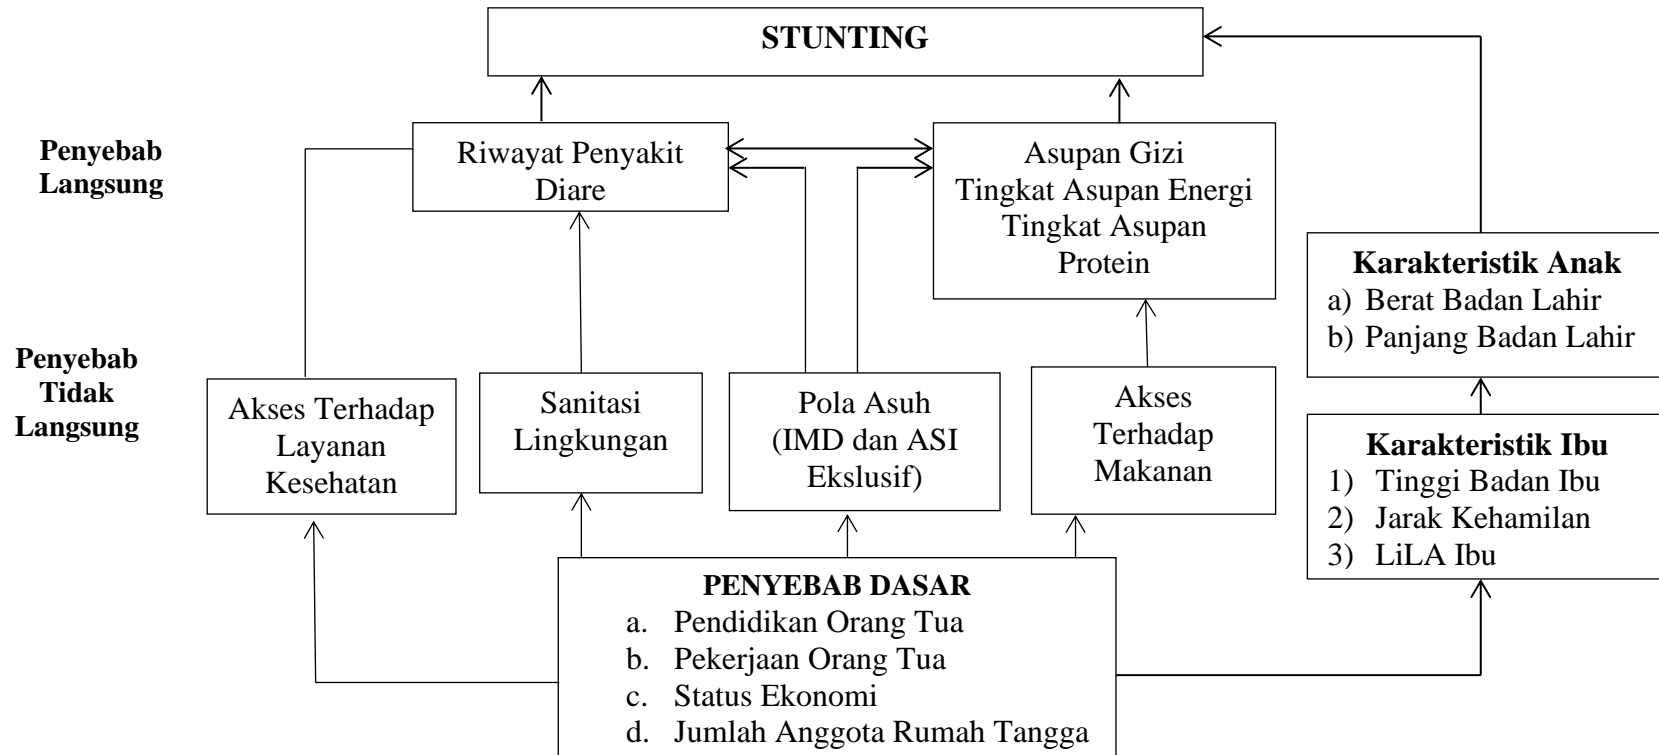 STUNTING
Penyebab
Langsung
Riwayat Penyakit
Diare
Asupan Gizi
Tingkat Asupan Energi
Tingkat Asupan
Protein
Karakteristik Anak
a) Berat Badan Lahir
b) Panjang Badan Lahir
Penyebab
Tidak
Langsung
Akses Terhadap
Layanan
Kesehatan
Sanitasi
Lingkungan
Pola Asuh
(IMD dan ASI
Ekslusif)
Akses
Terhadap
Makanan
Karakteristik Ibu
1) Tinggi Badan Ibu
2) Jarak Kehamilan
3) LiLA Ibu
PENYEBAB DASAR
a. Pendidikan Orang Tua
b. Pekerjaan Orang Tua
c. Status Ekonomi
d. Jumlah Anggota Rumah Tangga